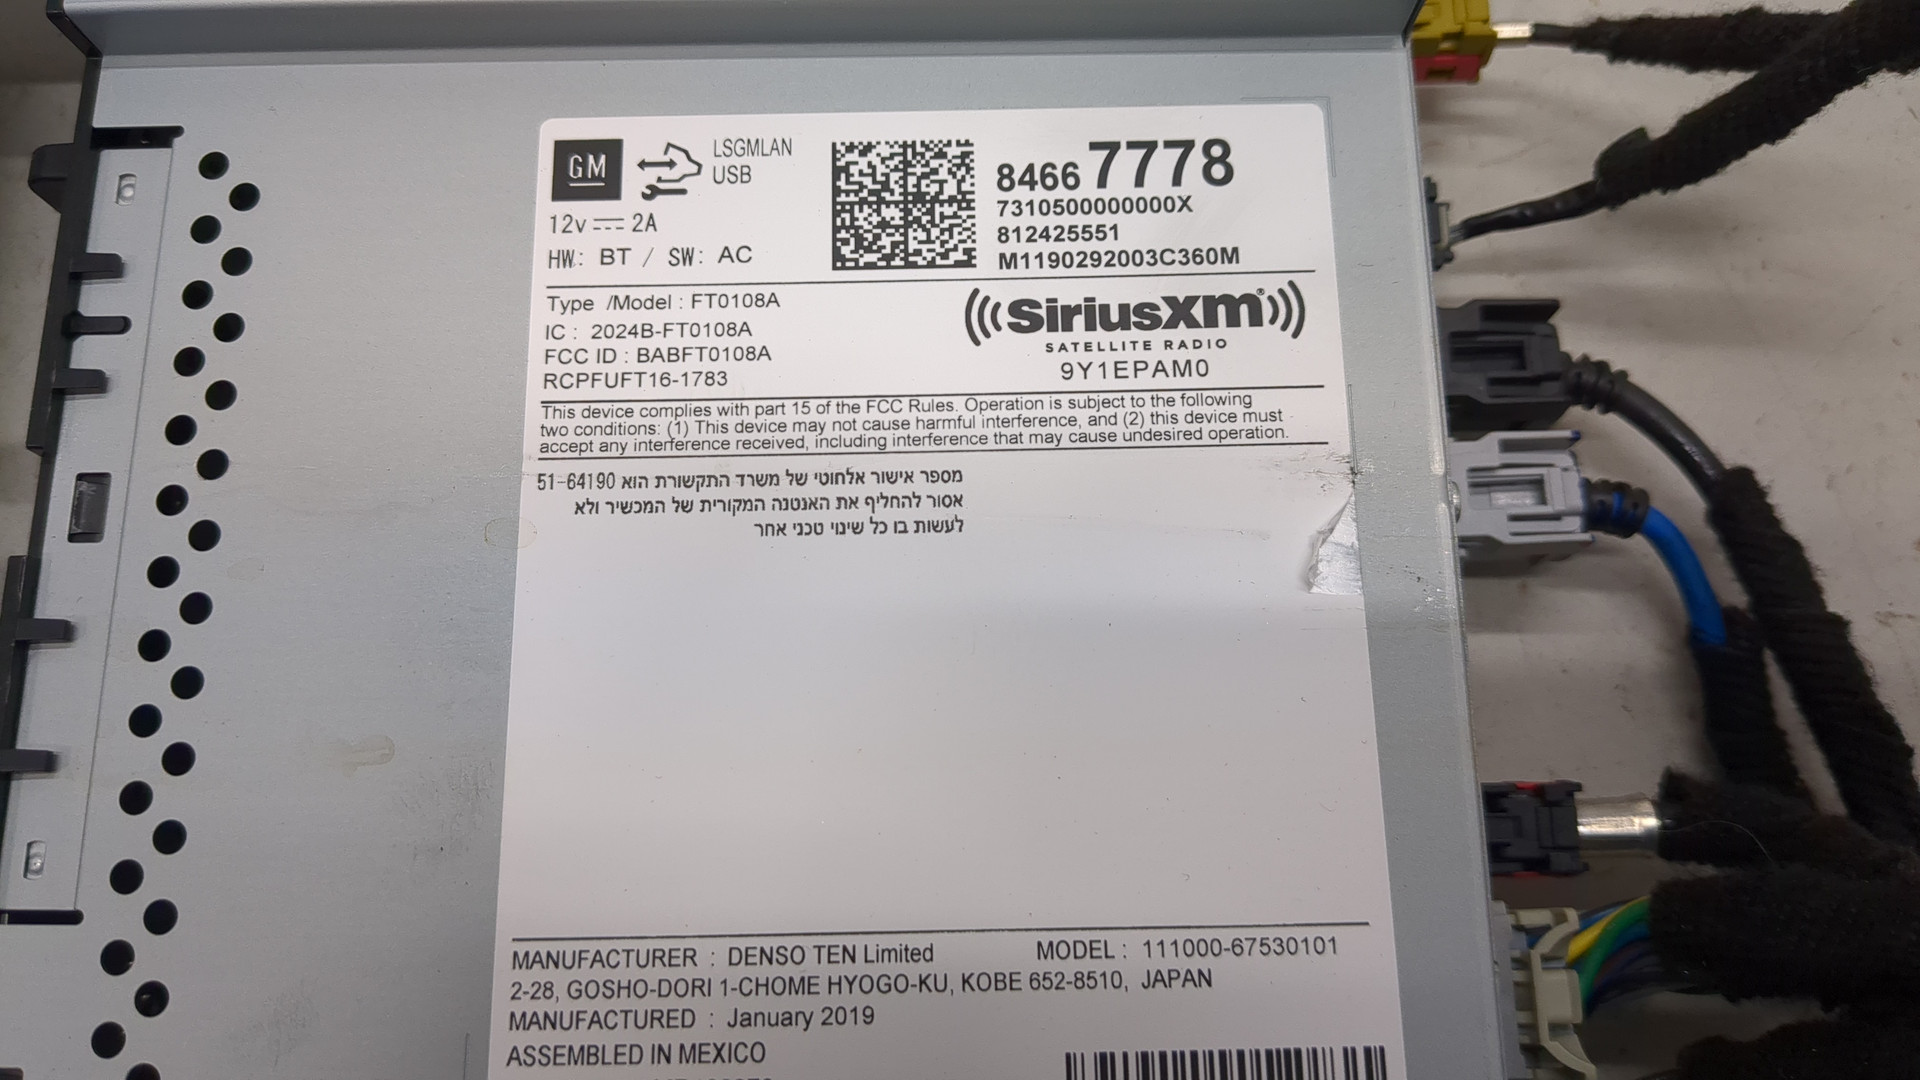 GM
LSGMLAN
USB
12v 2A
HW: BT / SW: AC
8466 7778
7310500000000X
812425551
M1190292003C360M
Type /Model : FT0108A
IC : 2024B-FT0108A
FCC ID : BABFT0108A
RCPFUFT16-1783
((( SiriusXM® )))
SATELLITE RADIO
9Y1EPAM0
This device complies with part 15 of the FCC Rules. Operation is subject to the following
two conditions: (1) This device may not cause harmful interference, and (2) this device must
accept any interference received, including interference that may cause undesired operation.
מספר אישור אלחוטי של משרד התקשורת הוא 51-64190
אסור להחליף את האנטנה המקורית של המכשיר ולא
לעשות בו כל שינוי טכני אחר
MANUFACTURER : DENSO TEN Limited MODEL : 111000-67530101
2-28, GOSHO-DORI 1-CHOME HYOGO-KU, KOBE 652-8510, JAPAN
MANUFACTURED : January 2019
ASSEMBLED IN MEXICO